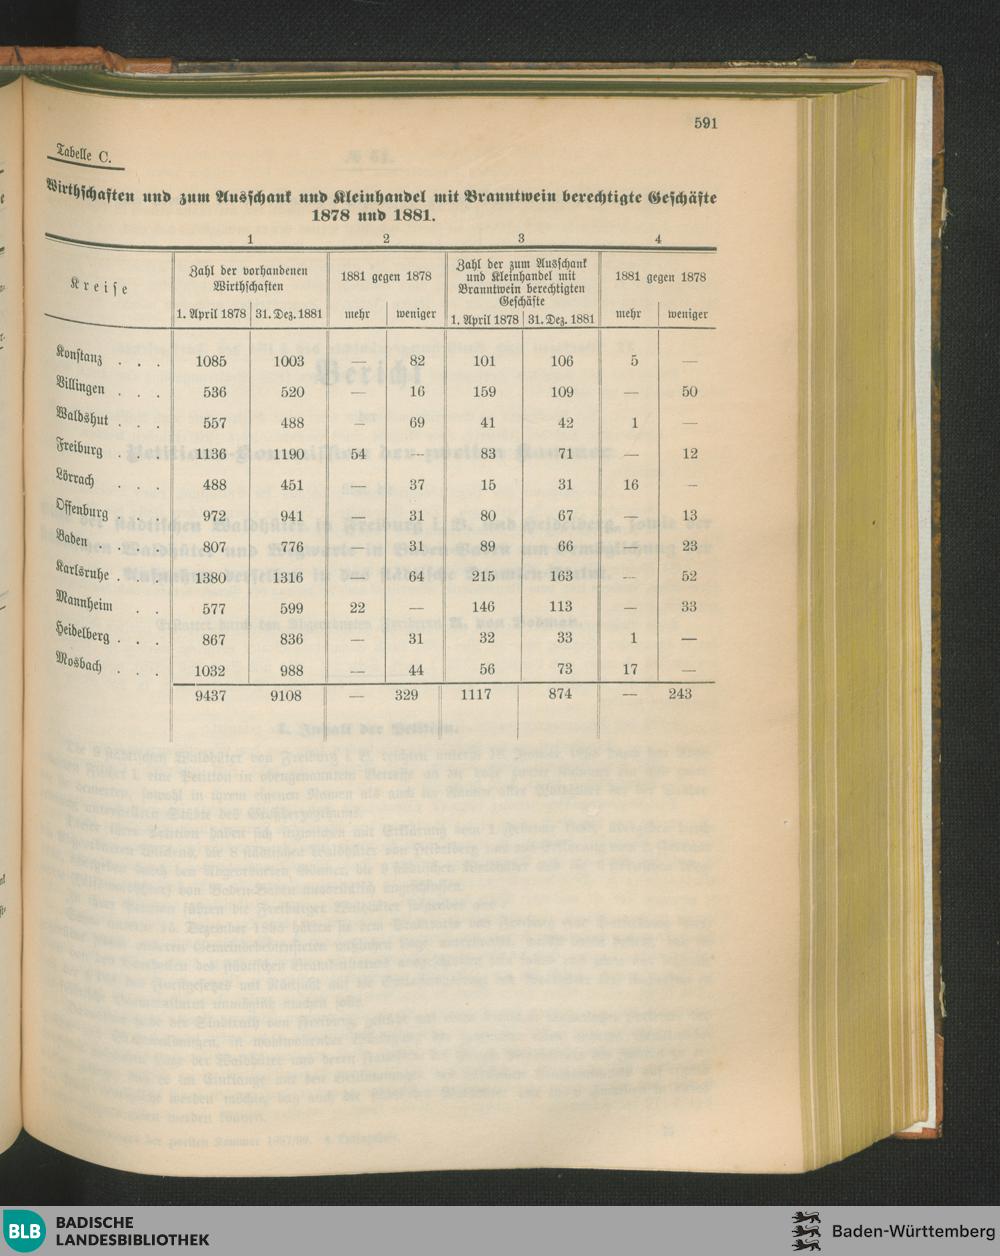 591
Tabelle C.
Wirthschaften und zum Ausschank und Kleinhandel mit Branntwein berechtigte Geschäfte
1878 und 1881.
1 2 3 4
Kreise
Zahl der vorhandenen
Wirthschaften
1881 gegen 1878
Zahl der zum Ausschank
und Kleinhandel mit
Branntwein berechtigten
Geschäfte
1881 gegen 1878
1. April 1878 31. Dez. 1881 mehr weniger 1. April 1878 31. Dez. 1881 mehr weniger
Konstanz . . . 1085 1003 — 82 101 106 5 —
Villingen . . . 536 520 — 16 159 109 — 50
Waldshut . . . 557 488 — 69 41 42 1 —
Freiburg . . . 1136 1190 54 — 83 71 — 12
Lörrach . . . 488 451 — 37 15 31 16 —
Offenburg . . . 972 941 — 31 80 67 — 13
Baden . . . . 807 776 — 31 89 66 — 23
Karlsruhe . . . 1380 1316 — 64 215 163 — 52
Mannheim . . 577 599 22 — 146 113 — 33
Heidelberg . . . 867 836 — 31 32 33 1 —
Mosbach . . . 1032 988 — 44 56 73 17 —
9437 9108 — 329 1117 874 — 243
BLB
BADISCHE
LANDESBIBLIOTHEK
Baden-Württemberg